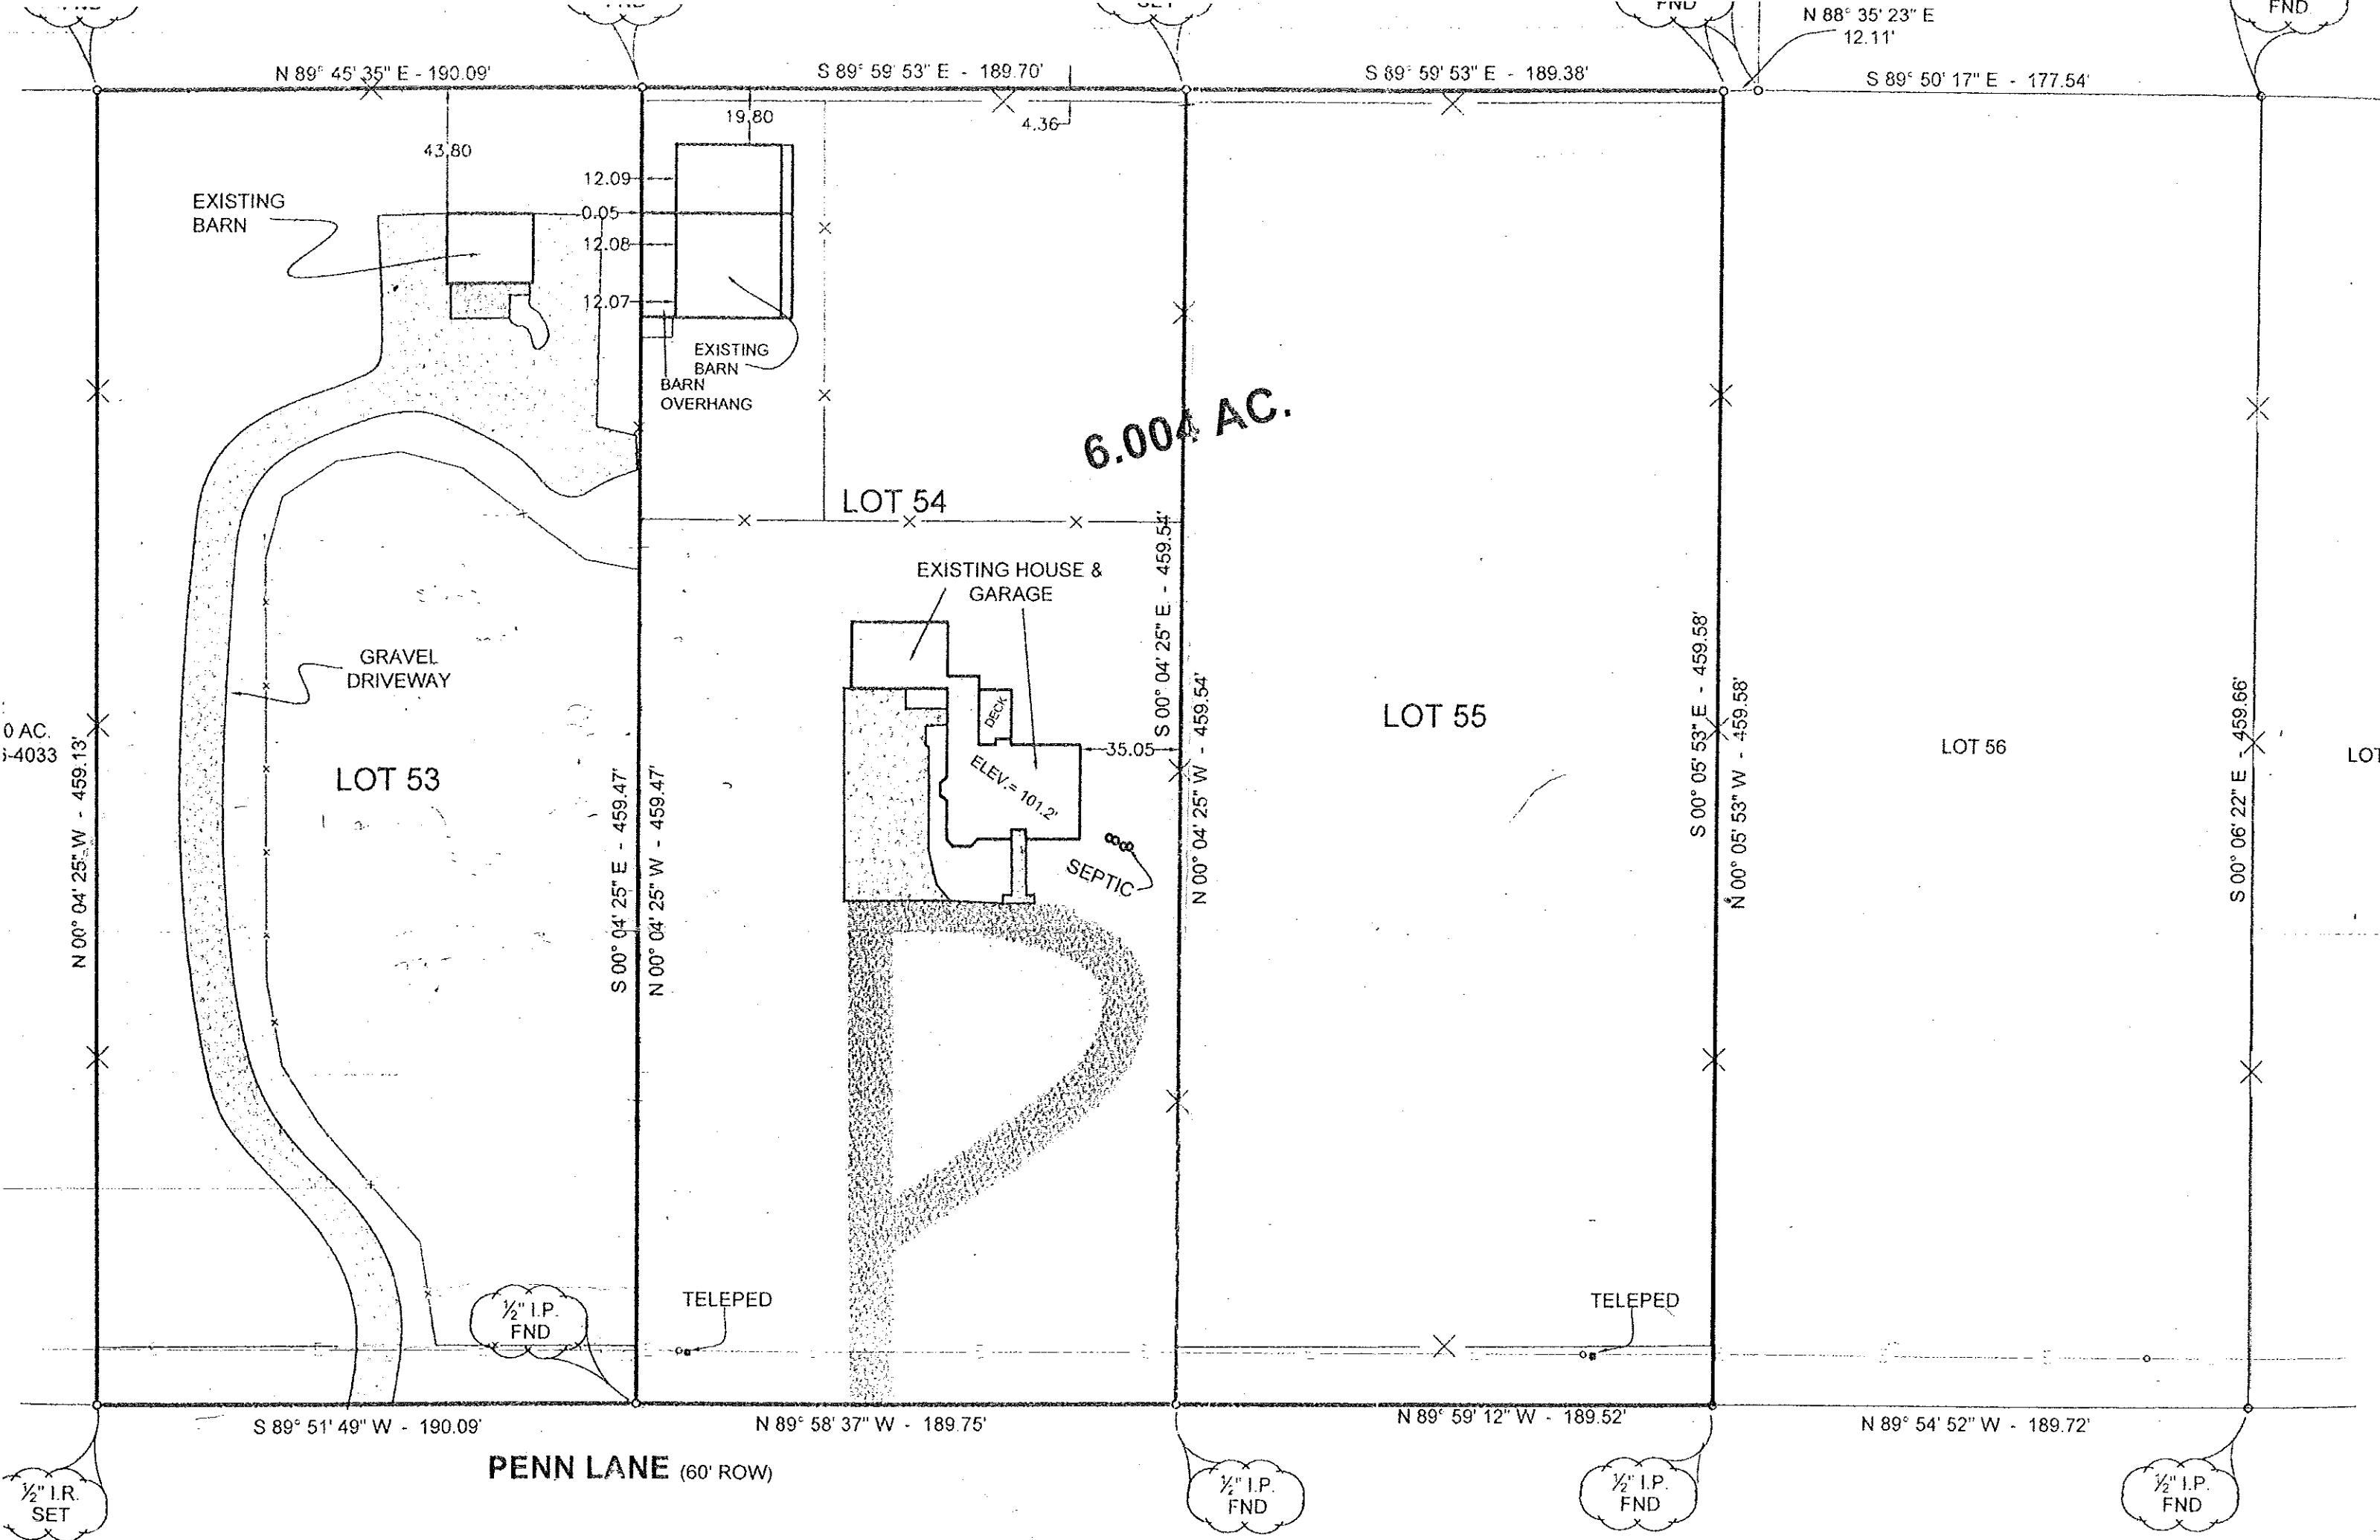 FND
N 88° 35' 23" E
12.11'
FND.
N 89° 45' 35" E - 190.09'
S 89° 59' 53" E - 189.70'
S 89° 59' 53" E - 189.38'
S 89° 50' 17" E - 177.54'
19.80
4.36
43.80
12.09
0.05
12.08
12.07
EXISTING
BARN
EXISTING
BARN
BARN
OVERHANG
6.004 AC.
LOT 54
EXISTING HOUSE &
GARAGE
GRAVEL
DRIVEWAY
DECK
35.05
ELEV.= 101.2'
SEPTIC
0 AC.
-4033
LOT 53
LOT 55
LOT 56
LOT
N 00° 04' 25" W - 459.13'
S 00° 04' 25" E - 459.47'
N 00° 04' 25" W - 459.47'
S 00° 04' 25" E - 459.54'
N 00° 04' 25" W - 459.54'
S 00° 05' 53" E - 459.58'
N 00° 05' 53" W - 459.58'
S 00° 06' 22" E - 459.66'
½" I.P.
FND
TELEPED
TELEPED
S 89° 51' 49" W - 190.09'
N 89° 58' 37" W - 189.75'
N 89° 59' 12" W - 189.52'
N 89° 54' 52" W - 189.72'
PENN LANE (60' ROW)
½" I.R.
SET
½" I.P.
FND
½" I.P.
FND
½" I.P.
FND